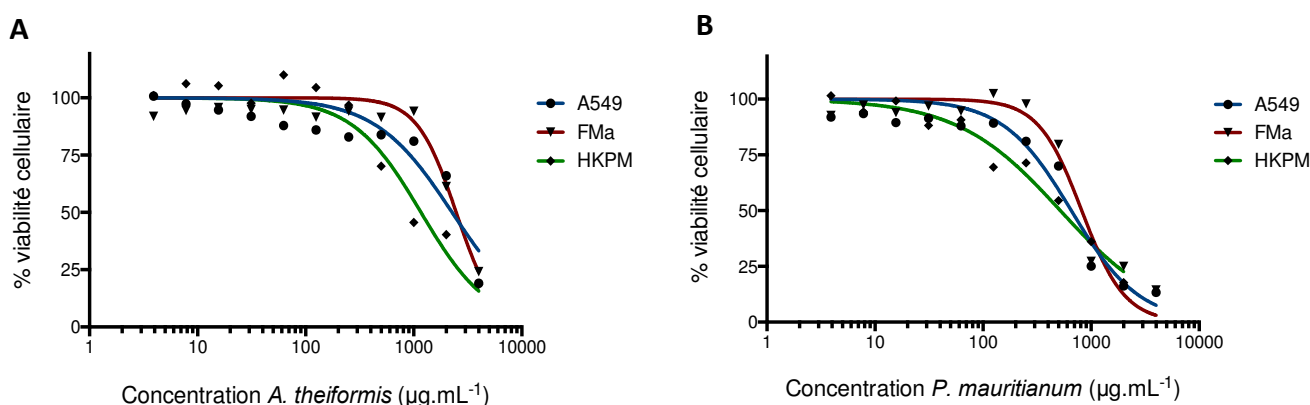 A
% viabilité cellulaire
100
75
50
25
0
1
10
100
1000
10000
Concentration A. theiformis (µg.mL-1)
A549
FMa
HKPM
B
% viabilité cellulaire
100
75
50
25
0
1
10
100
1000
10000
Concentration P. mauritianum (µg.mL-1)
A549
FMa
HKPM